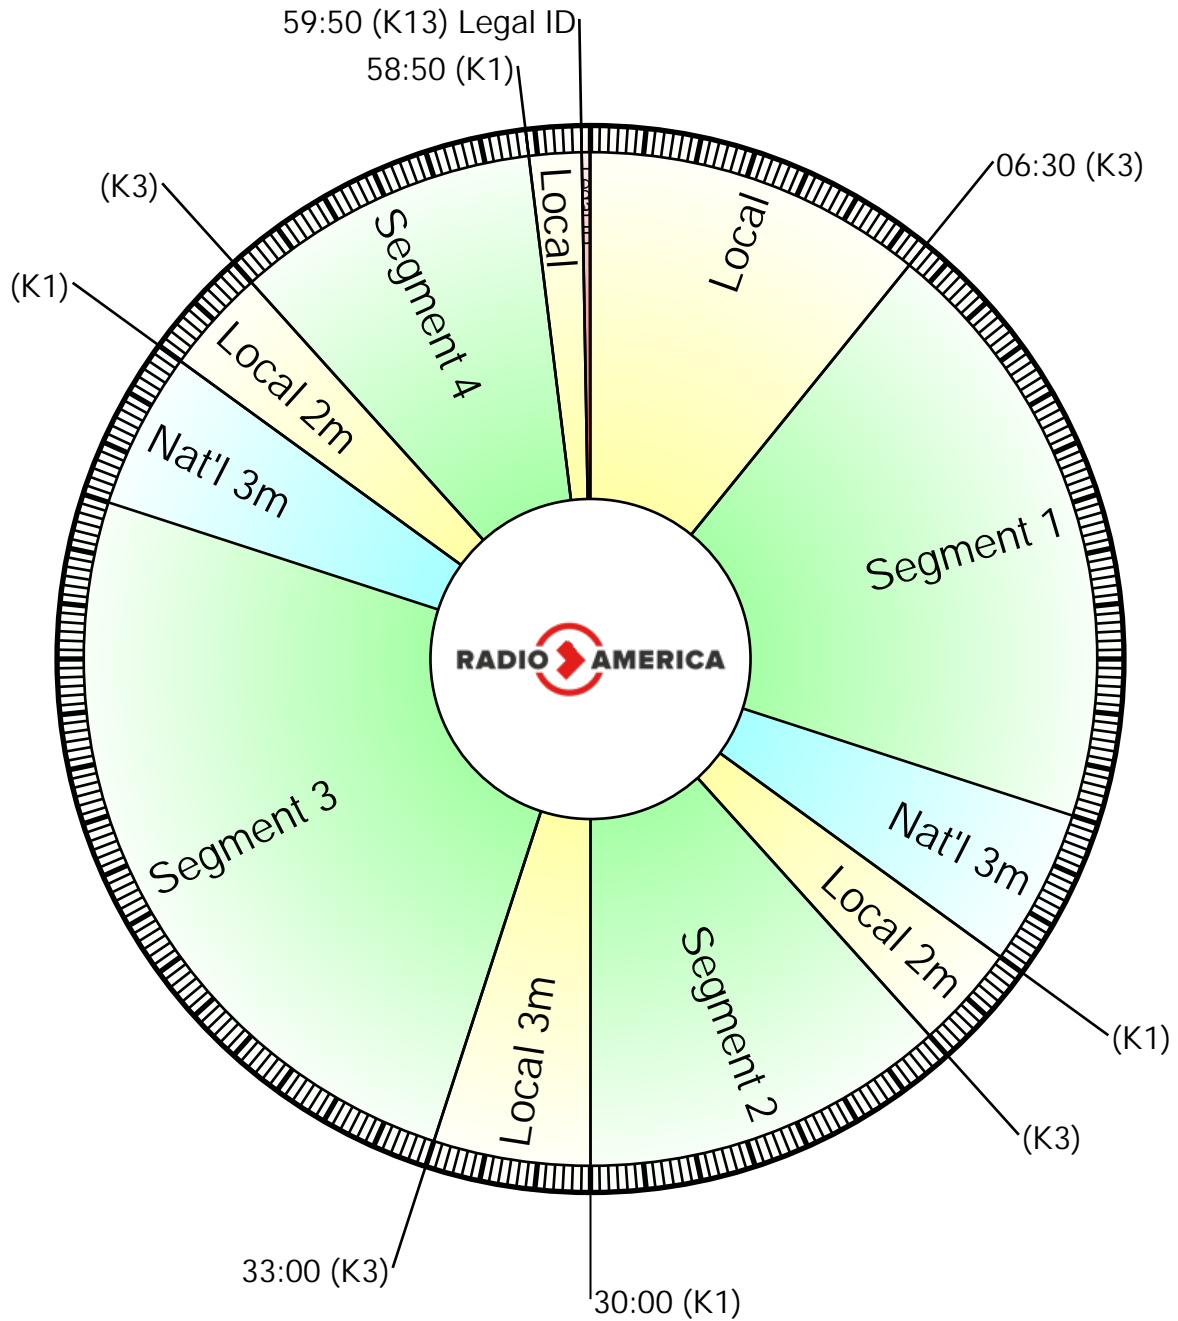 59:50 (K13) Legal ID
58:50 (K1)
06:30 (K3)
(K3)
(K1)
Local
Local
Segment 4
Local 2m
Nat'l 3m
Segment 1
RADIO AMERICA
Segment 3
Nat'l 3m
Local 2m
Segment 2
Local 3m
(K1)
(K3)
33:00 (K3)
30:00 (K1)